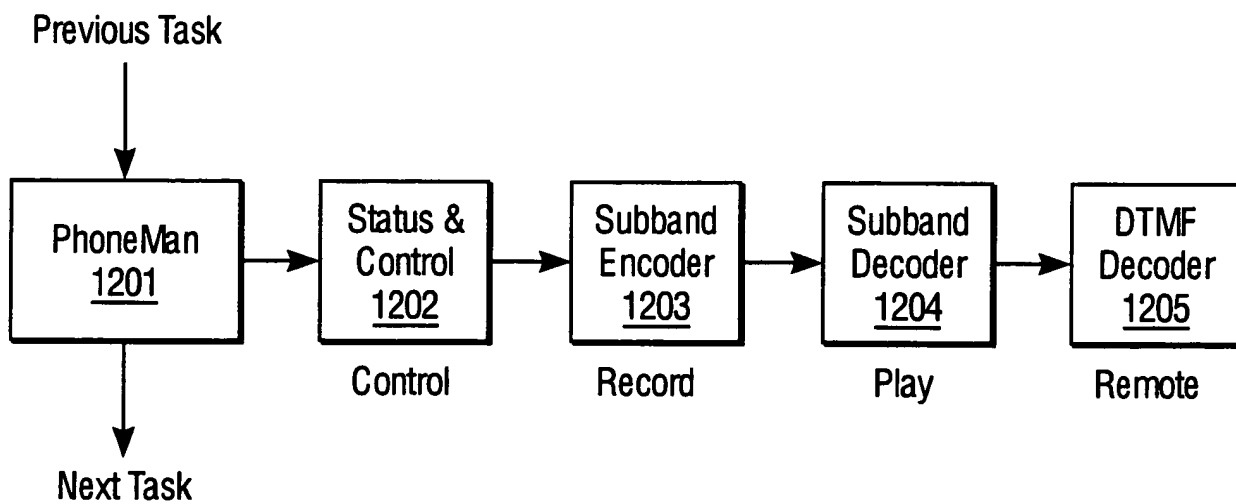 Previous Task
PhoneMan
1201
Status &
Control
1202
Subband
Encoder
1203
Subband
Decoder
1204
DTMF
Decoder
1205
Control
Record
Play
Remote
Next Task